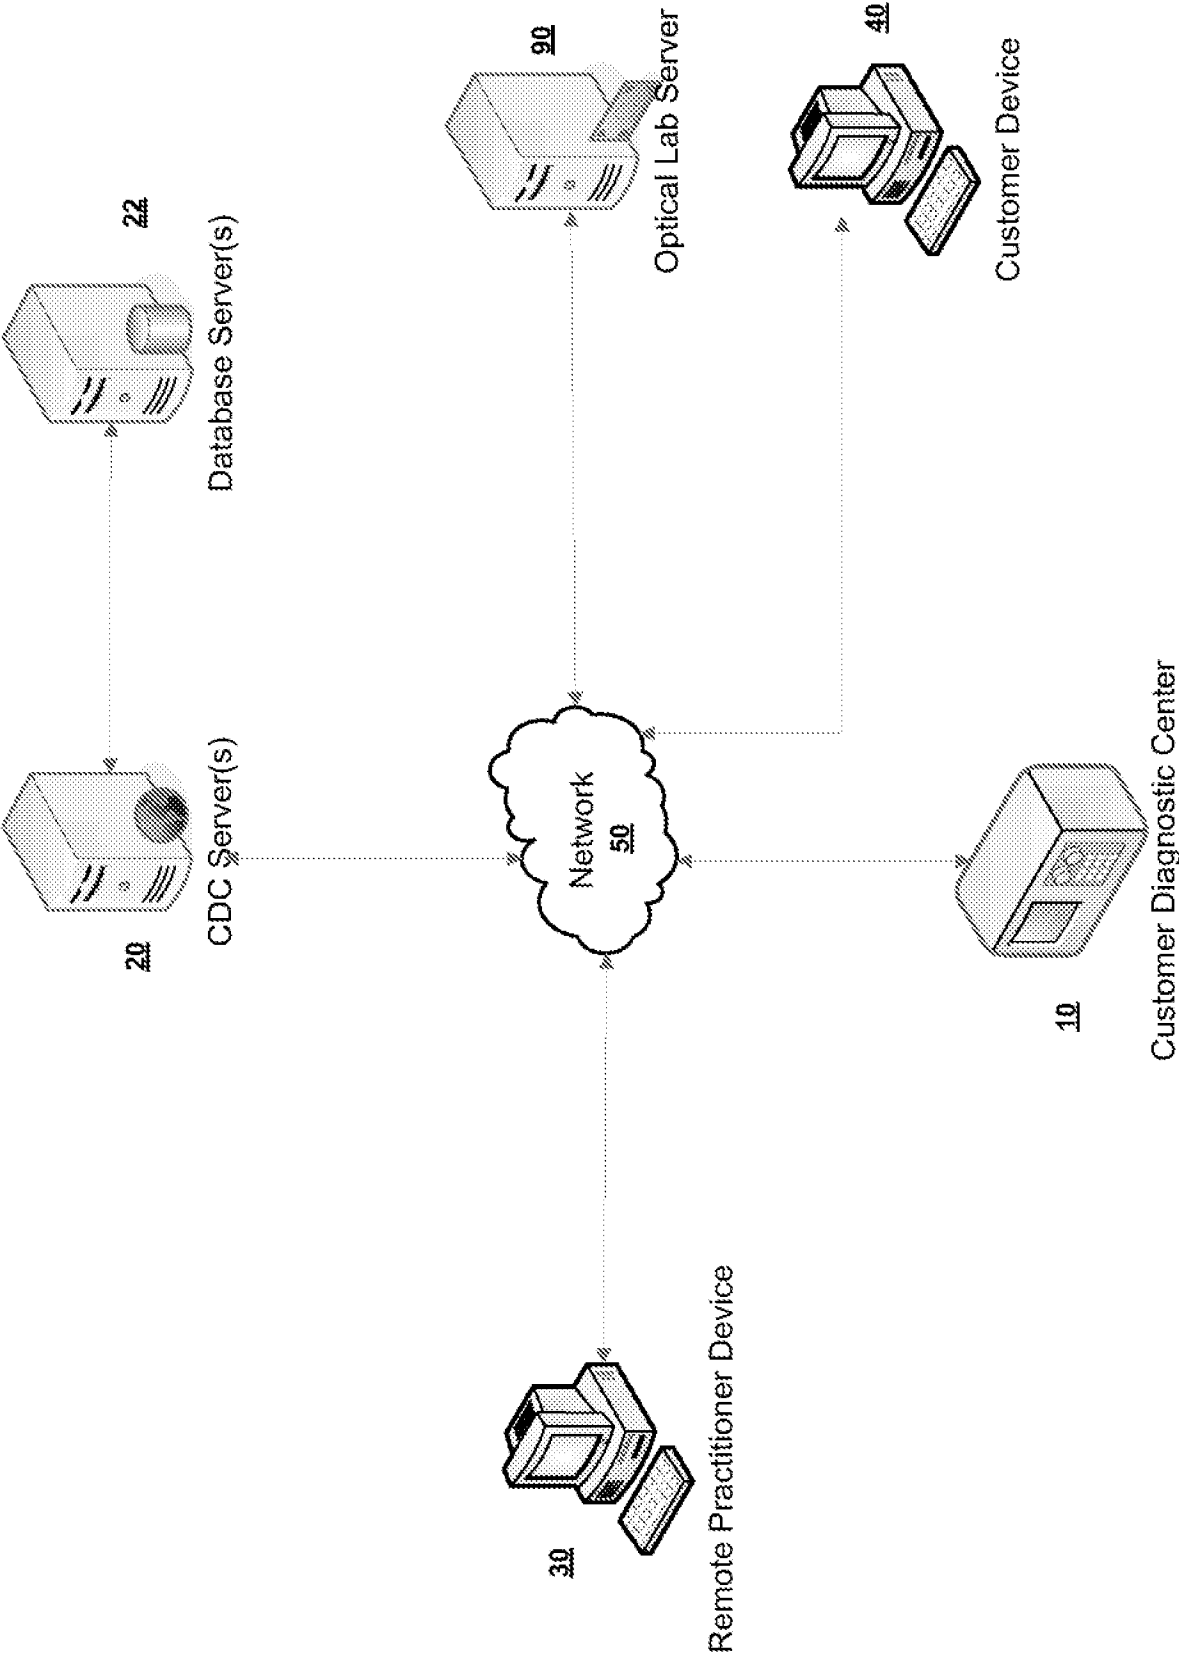 20
CDC Server(s)
22
Database Server(s)
30
Remote Practitioner Device
Network
50
90
Optical Lab Server
40
Customer Device
10
Customer Diagnostic Center